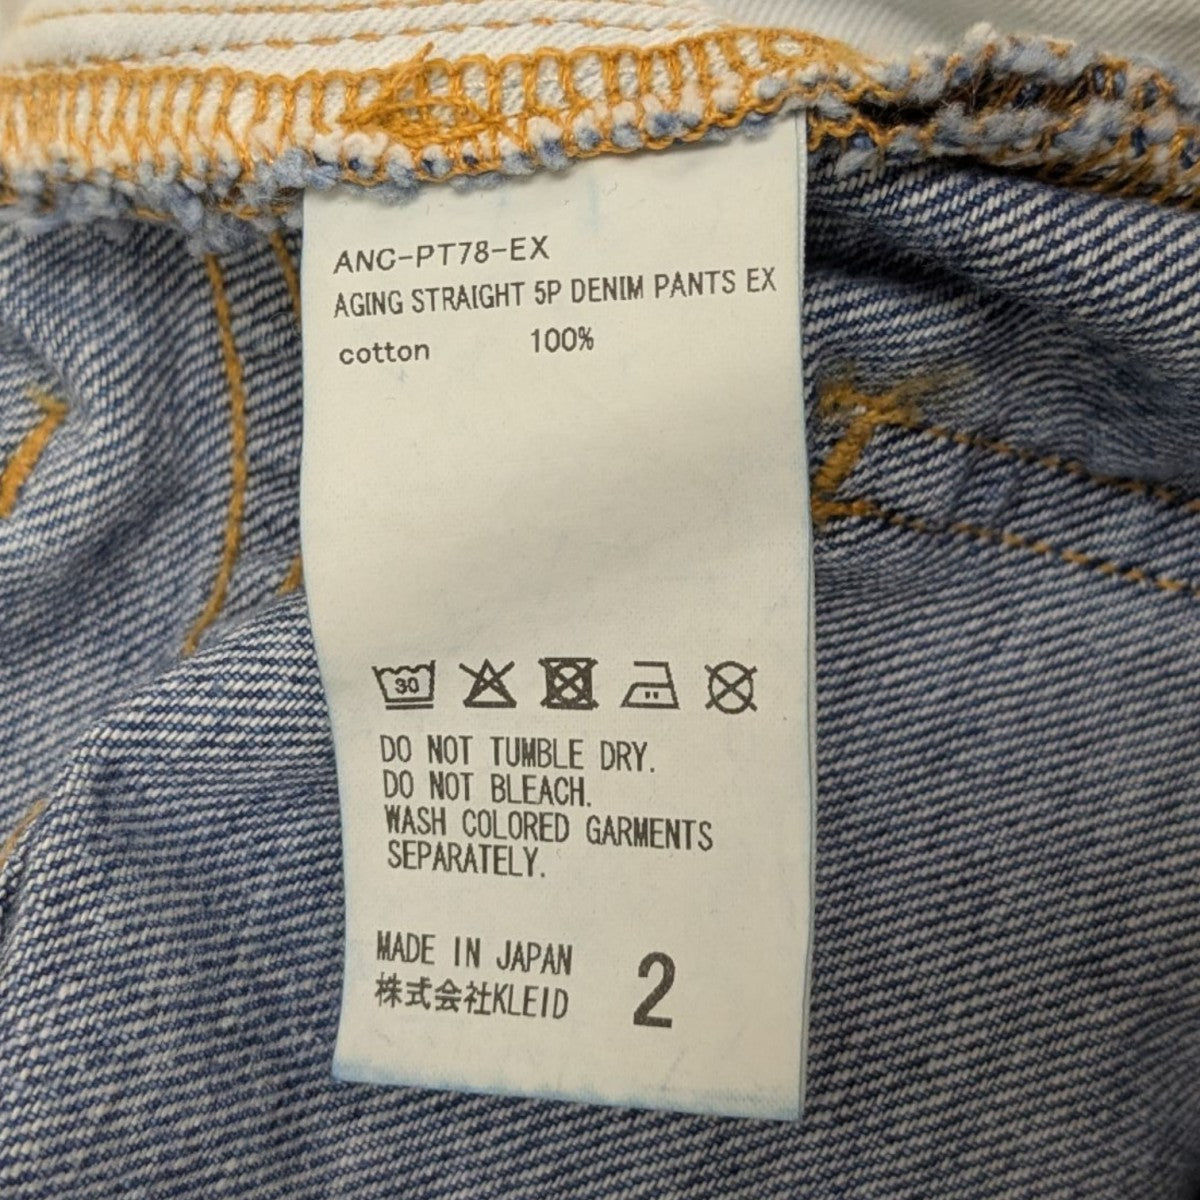 ANC-PT78-EX
AGING STRAIGHT 5P DENIM PANTS EX
cotton 100%
30
DO NOT TUMBLE DRY.
DO NOT BLEACH.
WASH COLORED GARMENTS
SEPARATELY.
MADE IN JAPAN
株式会社KLEID
2